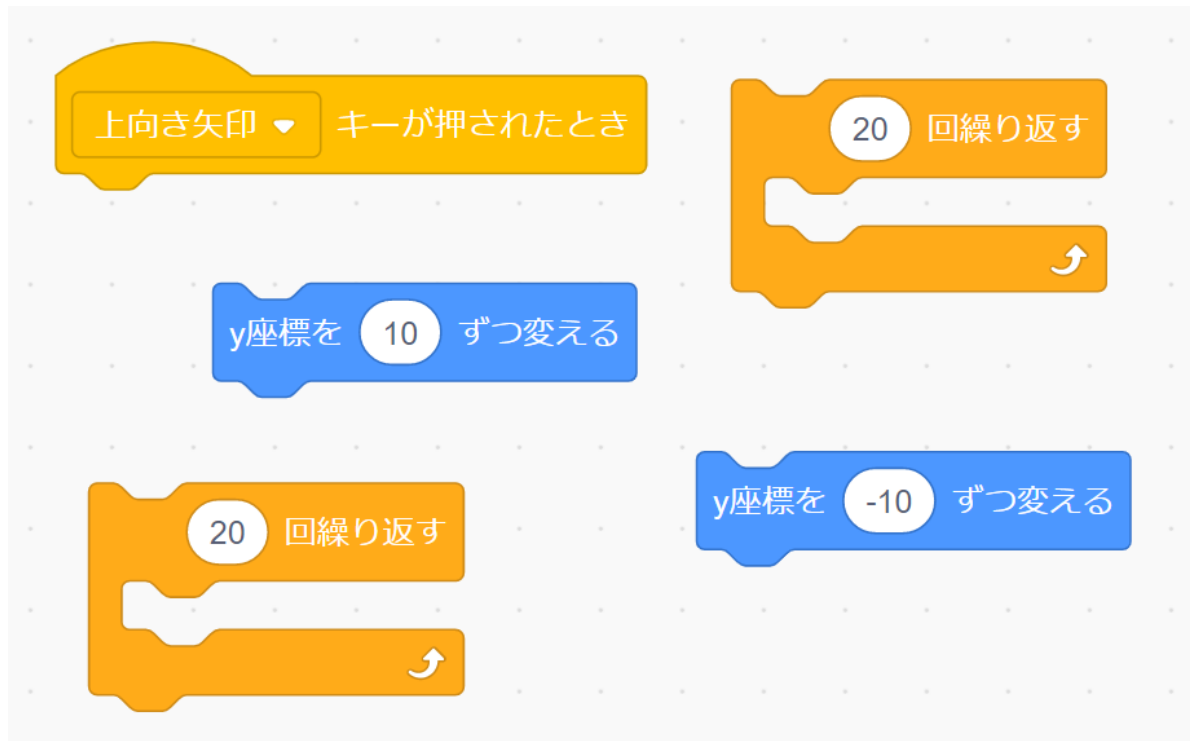 上向き矢印 キーが押されたとき
20 回繰り返す
y座標を 10 ずつ変える
y座標を -10 ずつ変える
20 回繰り返す